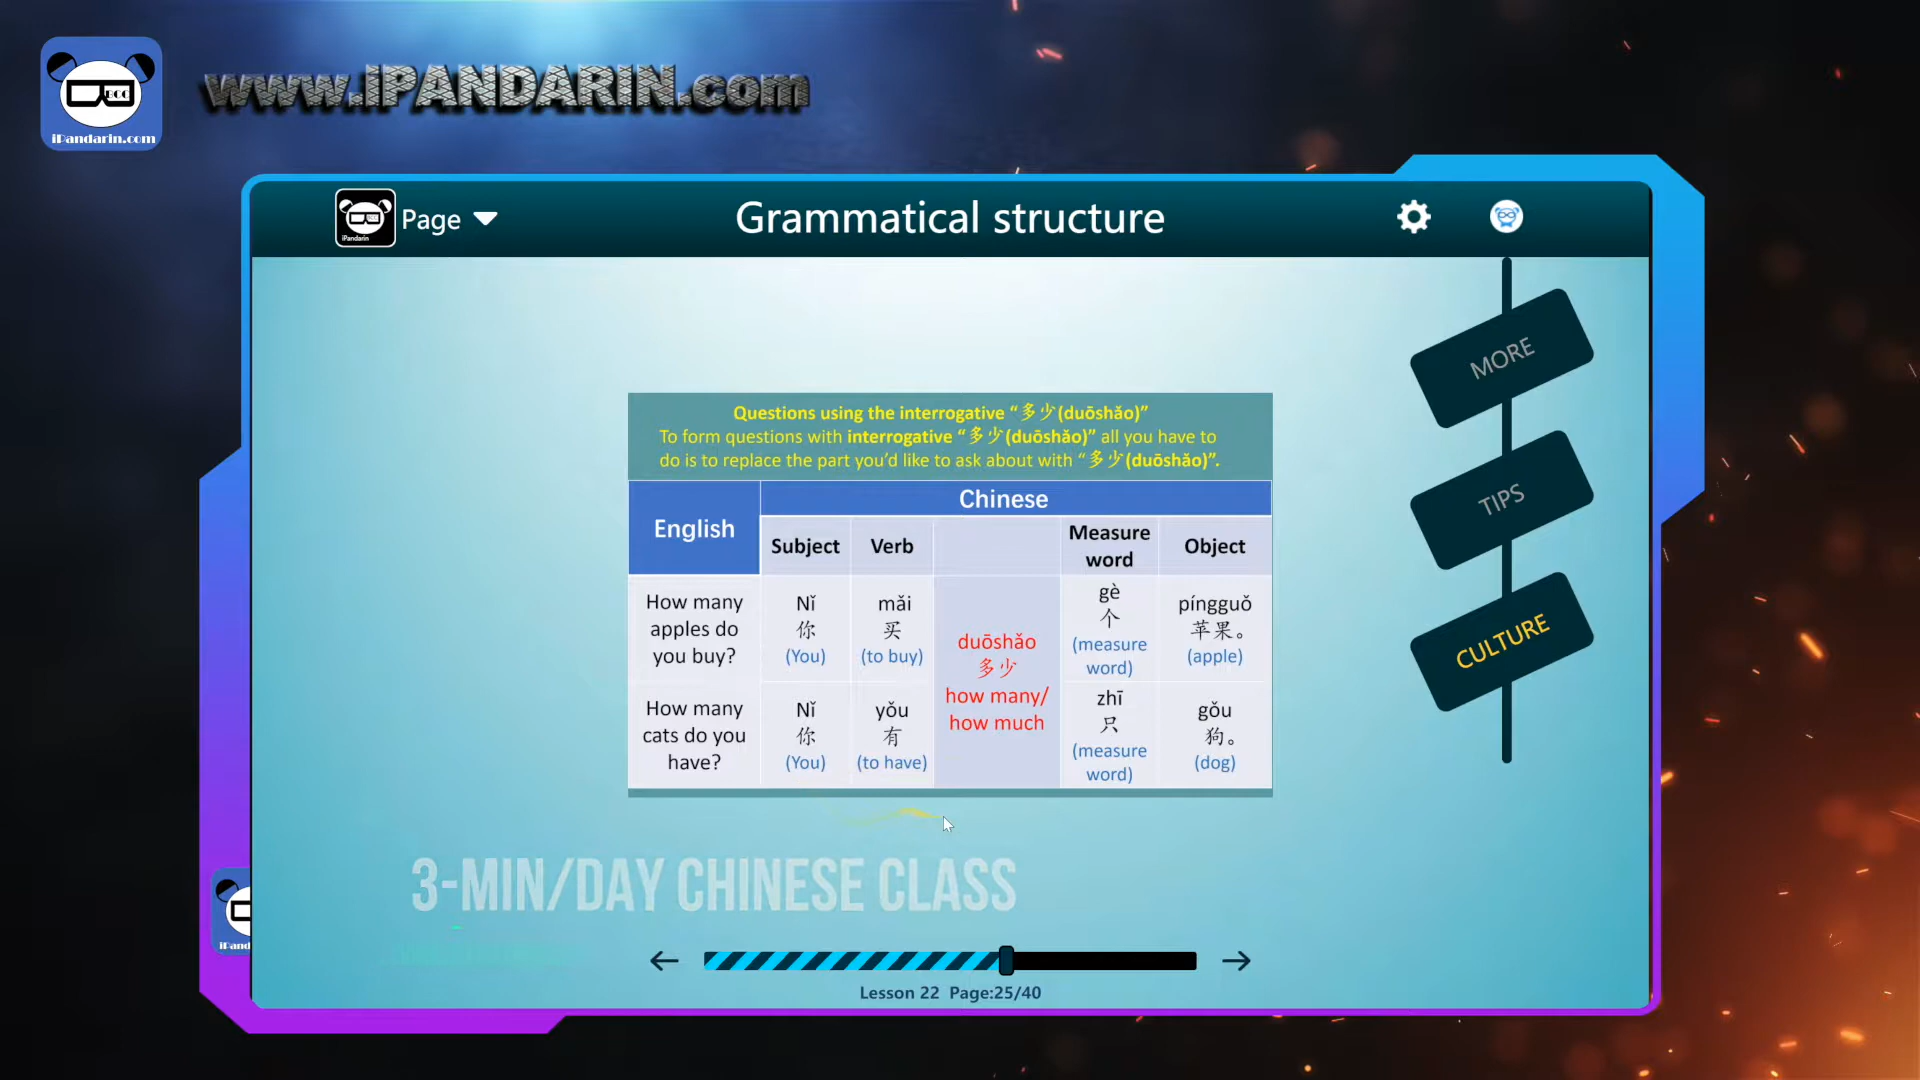 www.iPANDARIN.com
BCC
iPandarin.com
Page
Grammatical structure
iPandarin
MORE
TIPS
CULTURE
Questions using the interrogative “多少(duōshǎo)”
To form questions with interrogative “多少(duōshǎo)” all you have to
do is to replace the part you’d like to ask about with “多少(duōshǎo)”.
English
Chinese
Subject
Verb
Measure
word
Object
How many
apples do
you buy?
Nǐ
你
(You)
mǎi
买
(to buy)
duōshǎo
多少
how many/
how much
gè
个
(measure
word)
píngguǒ
苹果。
(apple)
How many
cats do you
have?
Nǐ
你
(You)
yǒu
有
(to have)
zhī
只
(measure
word)
gǒu
狗。
(dog)
3-MIN/DAY CHINESE CLASS
iPand
Lesson 22 Page:25/40